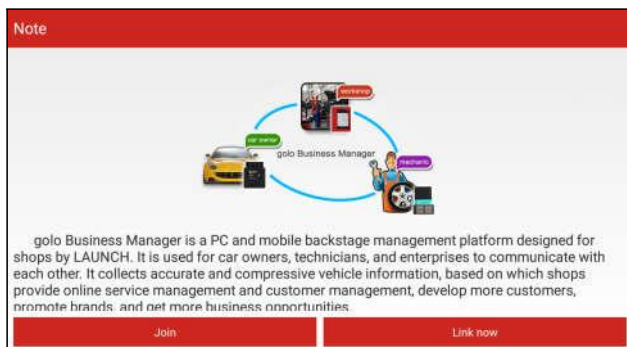 Note
workshop
car owner
golo Business Manager
mechanic
golo Business Manager is a PC and mobile backstage management platform designed for
shops by LAUNCH. It is used for car owners, technicians, and enterprises to communicate with
each other. It collects accurate and compressive vehicle information, based on which shops
provide online service management and customer management, develop more customers,
promote brands, and get more business opportunities.
Join
Link now